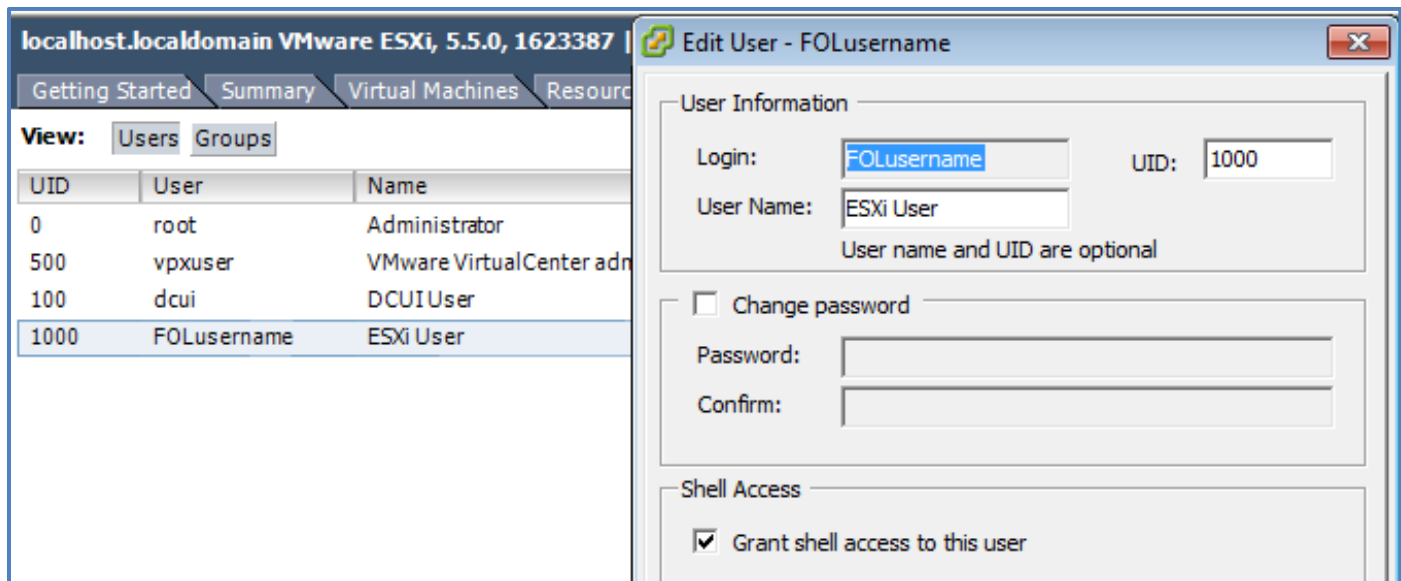 localhost.localdomain VMware ESXi, 5.5.0, 1623387 |
Getting Started Summary Virtual Machines Resourc
View: Users Groups
UID User Name
0 root Administrator
500 vpxuser VMware VirtualCenter adm
100 dcui DCUI User
1000 FOLusername ESXi User
Edit User - FOLusername
User Information
Login: FOLusername UID: 1000
User Name: ESXi User
User name and UID are optional
Change password
Password:
Confirm:
Shell Access
Grant shell access to this user